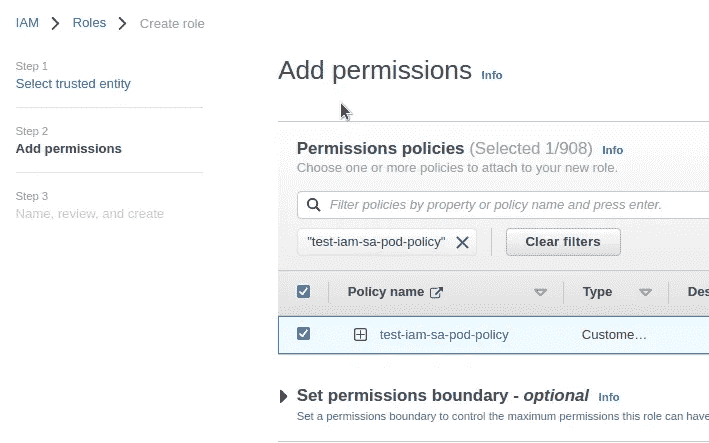 IAM > Roles > Create role
Step 1
Select trusted entity
Step 2
Add permissions
Step 3
Name, review, and create
Add permissions Info
Permissions policies (Selected 1/908) Info
Choose one or more policies to attach to your new role.
Filter policies by property or policy name and press enter.
"test-iam-sa-pod-policy" Clear filters
Policy name Type Des
test-iam-sa-pod-policy Custome...
Set permissions boundary - optional Info
Set a permissions boundary to control the maximum permissions this role can have